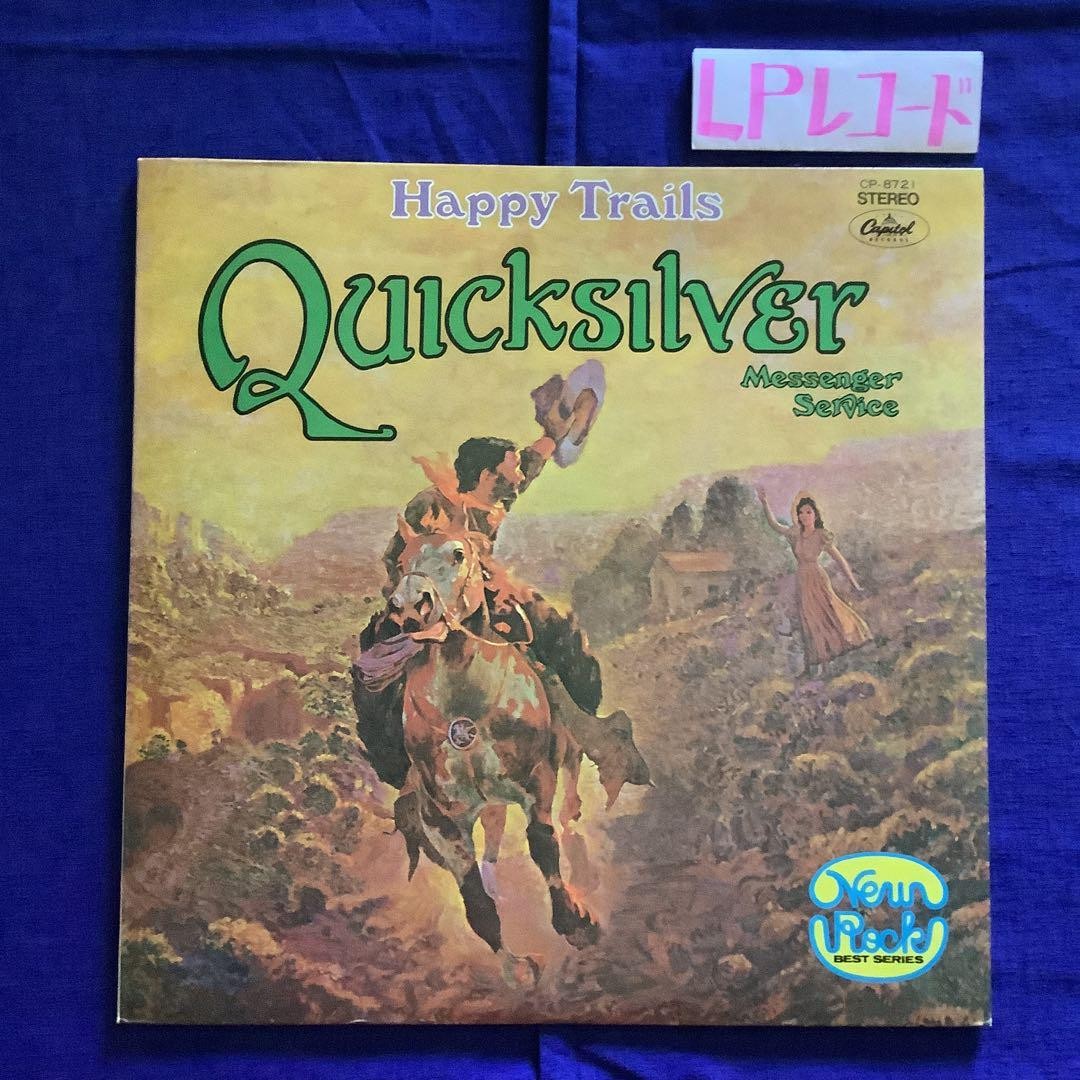 LPレコード
Happy Trails
CP-8721
STEREO
Capitol
RECORDS
Quicksilver
Messenger
Service
New
Rock
BEST SERIES